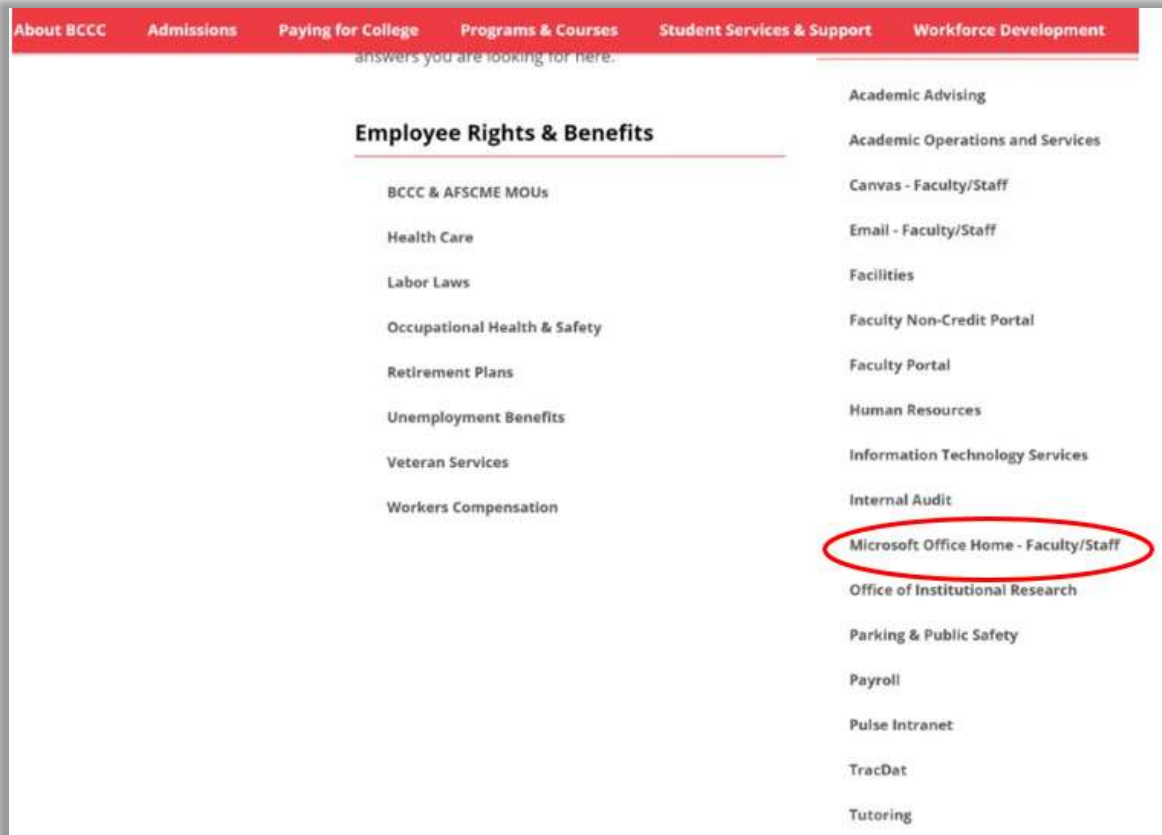 About BCCC Admissions Paying for College Programs & Courses Student Services & Support Workforce Development
answers you are looking for here.
Employee Rights & Benefits
BCCC & AFSCME MOUs
Health Care
Labor Laws
Occupational Health & Safety
Retirement Plans
Unemployment Benefits
Veteran Services
Workers Compensation
Academic Advising
Academic Operations and Services
Canvas - Faculty/Staff
Email - Faculty/Staff
Facilities
Faculty Non-Credit Portal
Faculty Portal
Human Resources
Information Technology Services
Internal Audit
Microsoft Office Home - Faculty/Staff
Office of Institutional Research
Parking & Public Safety
Payroll
Pulse Intranet
TracDat
Tutoring